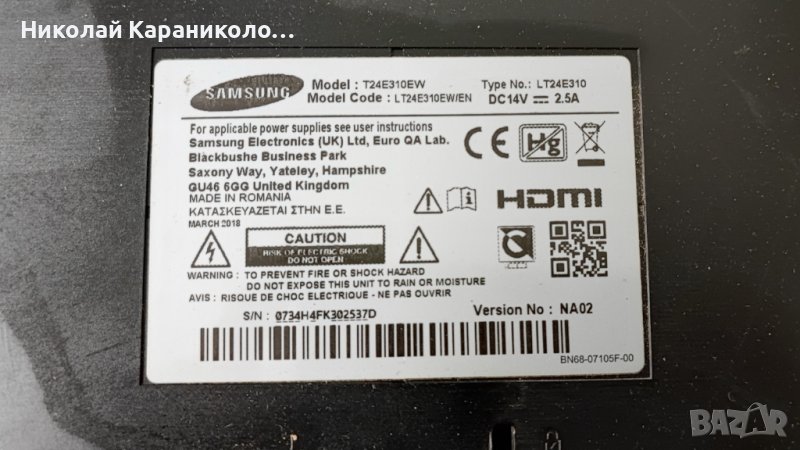 Николай Караниколо...
SAMSUNG
Model : T24E310EW
Type No.: LT24E310
Model Code : LT24E310EW/EN
DC14V ⎓ 2.5A
For applicable power supplies see user instructions
Samsung Electronics (UK) Ltd, Euro QA Lab.
Blackbushe Business Park
Saxony Way, Yateley, Hampshire
GU46 6GG United Kingdom
MADE IN ROMANIA
ΚΑΤΑΣΚΕΥΑΖΕΤΑΙ ΣΤΗΝ Ε.Ε.
MARCH 2018
CE
Hg
HDMI
CAUTION
RISK OF ELECTRIC SHOCK
DO NOT OPEN
WARNING : TO PREVENT FIRE OR SHOCK HAZARD
DO NOT EXPOSE THIS UNIT TO RAIN OR MOISTURE
AVIS : RISQUE DE CHOC ELECTRIQUE - NE PAS OUVRIR
S/N : 0734H4FK302537D
Version No : NA02
BN68-07105F-00
BAZAR